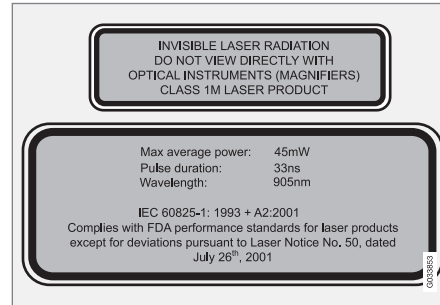 INVISIBLE LASER RADIATION
DO NOT VIEW DIRECTLY WITH
OPTICAL INSTRUMENTS (MAGNIFIERS)
CLASS 1M LASER PRODUCT
Max average power: 45mW
Pulse duration: 33ns
Wavelength: 905nm
IEC 60825-1: 1993 + A2:2001
Complies with FDA performance standards for laser products
except for deviations pursuant to Laser Notice No. 50, dated
July 26th, 2001
G033853